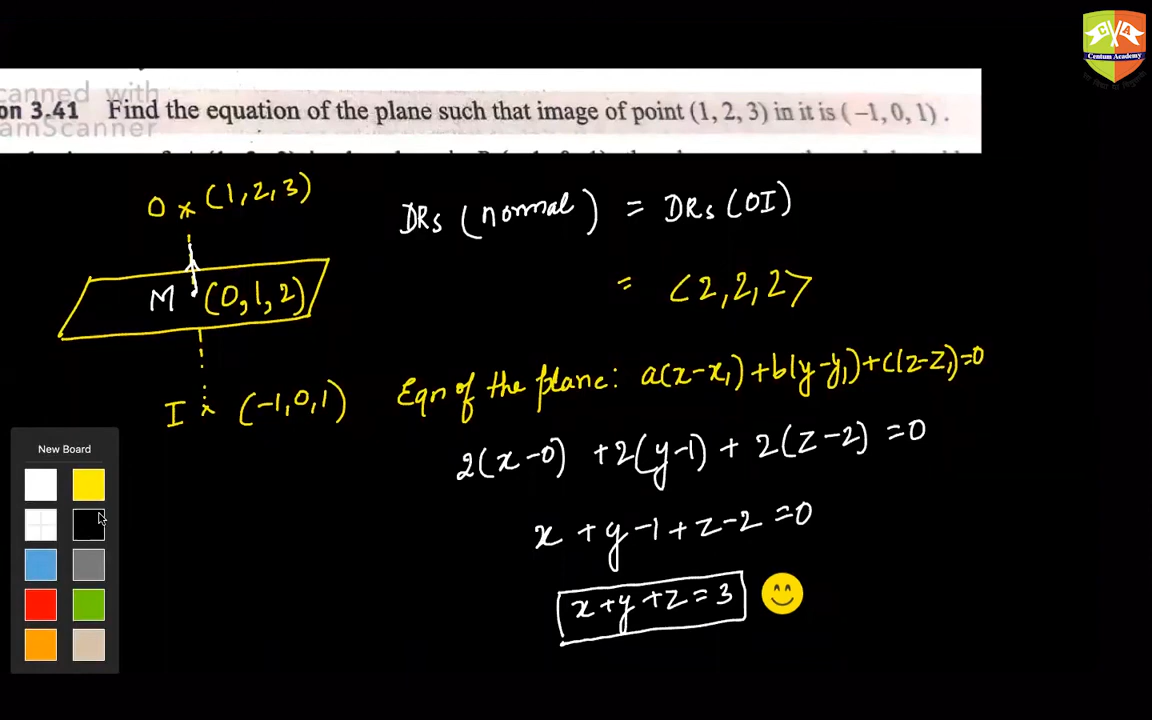 canned with
on 3.41 Find the equation of the plane such that image of point (1, 2, 3) in it is (−1, 0, 1).
amScanner
O × (1,2,3)
DRs (normal) = DRs (OI)
M (0,1,2)
= <2,2,2>
Eqn of the plane: a(x-x₁)+b(y-y₁)+c(z-z₁)=0
I × (-1,0,1)
2(x-0) +2(y-1) + 2(z-2) =0
x + y -1 + z -2 =0
x+y+z=3
New Board
C A
Centum Academy